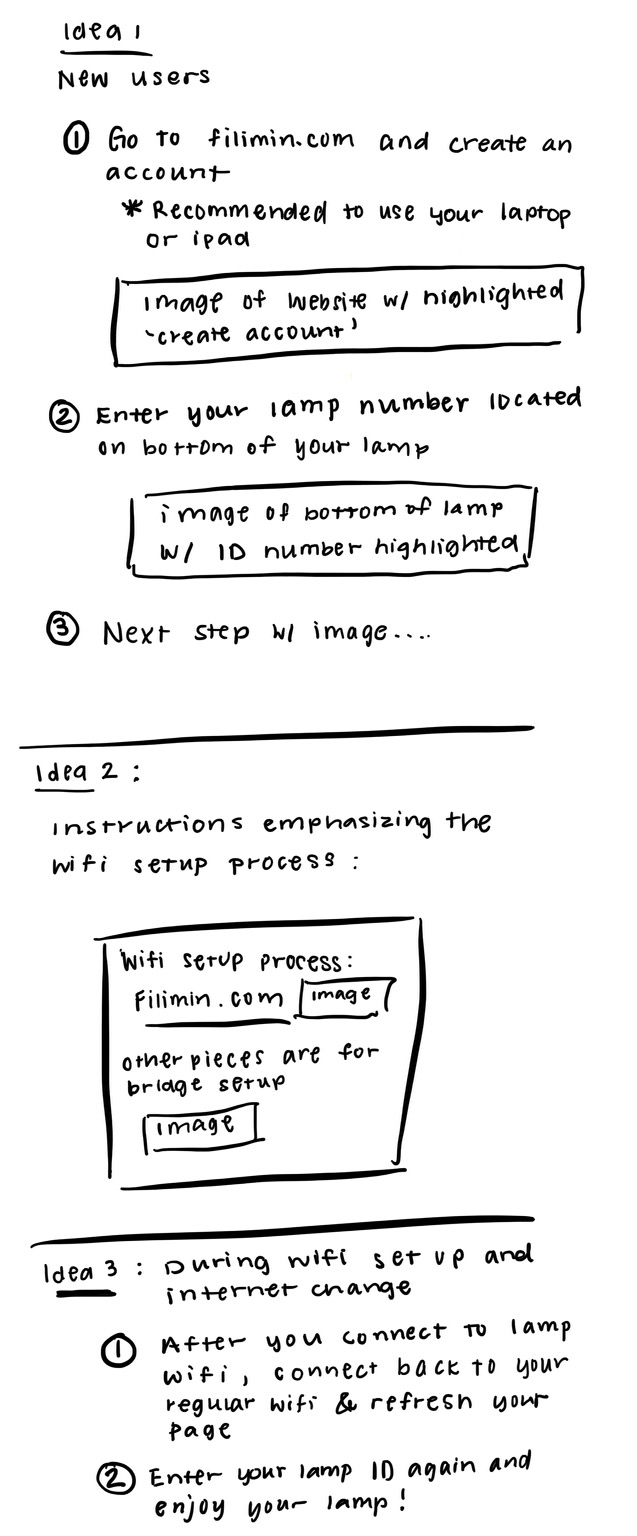 Idea 1
New users
① Go to filimin.com and create an
account
* Recommended to use your laptop
or ipad
image of website w/ highlighted
'create account'
② Enter your lamp number located
on bottom of your lamp
image of bottom of lamp
w/ ID number highlighted
③ Next step w/ image....
Idea 2 :
Instructions emphasizing the
wifi setup process :
Wifi setup process:
Filimin.com image
other pieces are for
bridge setup
image
Idea 3 : During wifi set up and
internet change
① After you connect to lamp
wifi, connect back to your
regular wifi & refresh your
page
② Enter your lamp ID again and
enjoy your lamp!